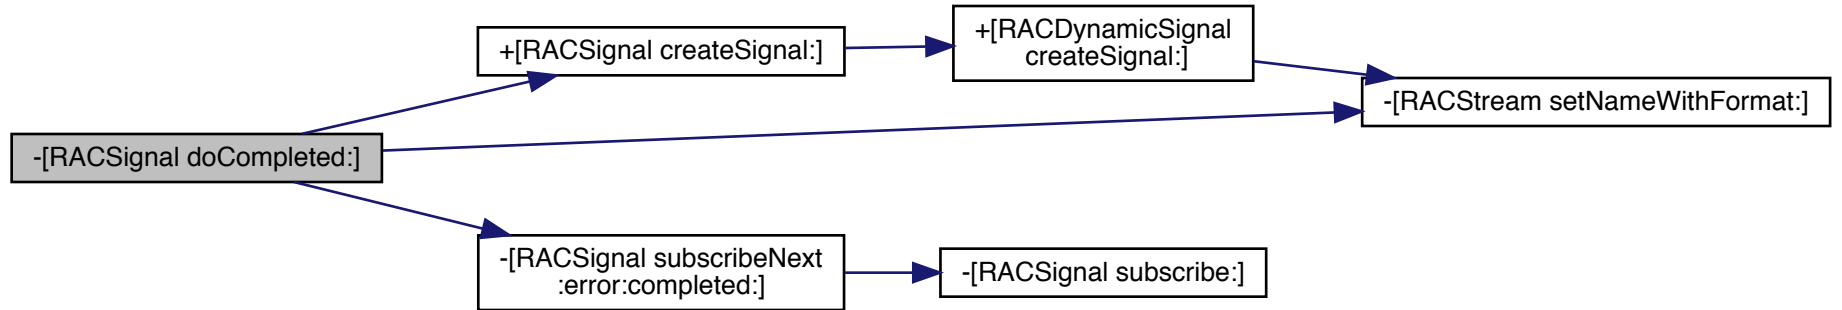 +[RACSignal createSignal:]
+[RACDynamicSignal
createSignal:]
-[RACStream setNameWithFormat:]
-[RACSignal doCompleted:]
-[RACSignal subscribeNext
:error:completed:]
-[RACSignal subscribe:]